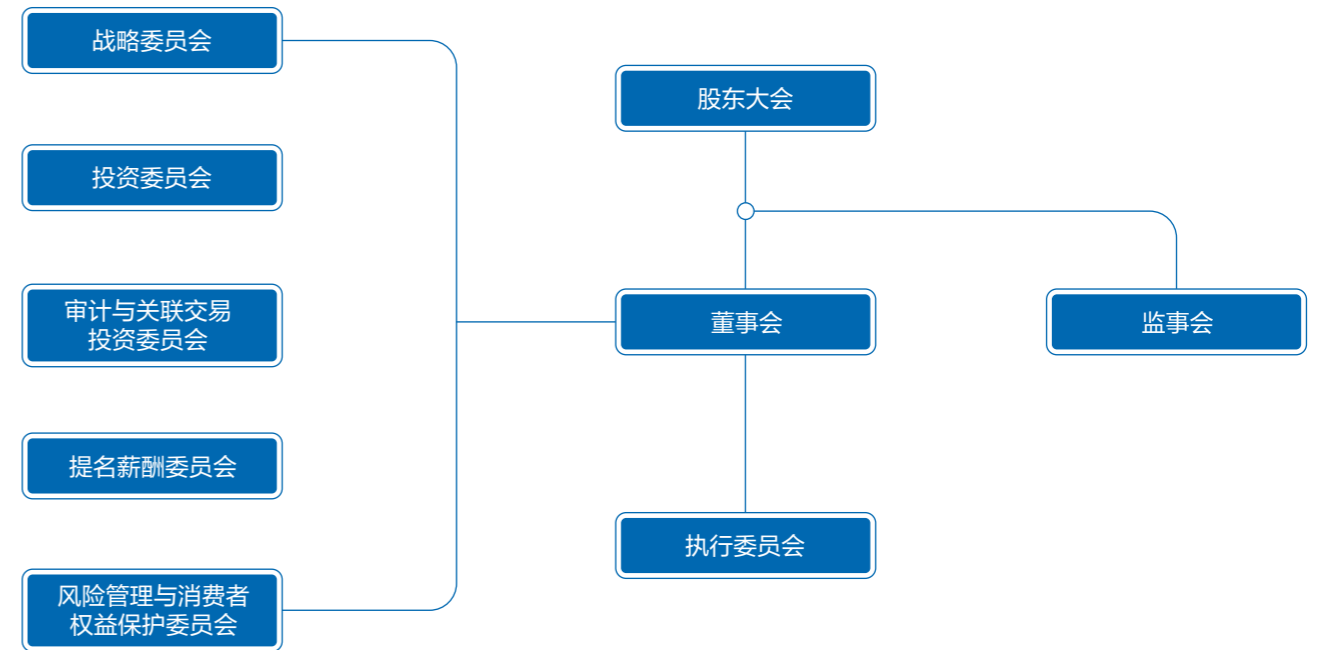 战略委员会
投资委员会
审计与关联交易
投资委员会
提名薪酬委员会
风险管理与消费者
权益保护委员会
股东大会
董事会
监事会
执行委员会